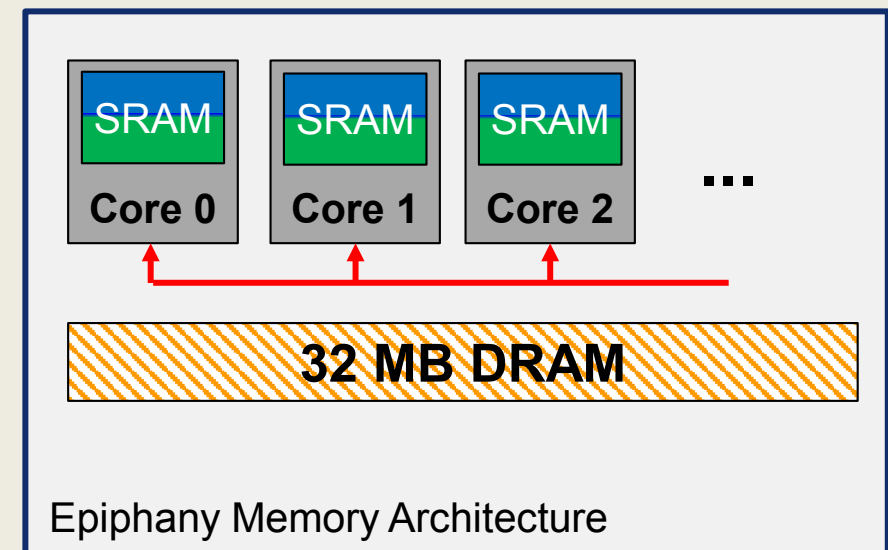 SRAM SRAM SRAM
Core 0 Core 1 Core 2 ...
32 MB DRAM
Epiphany Memory Architecture